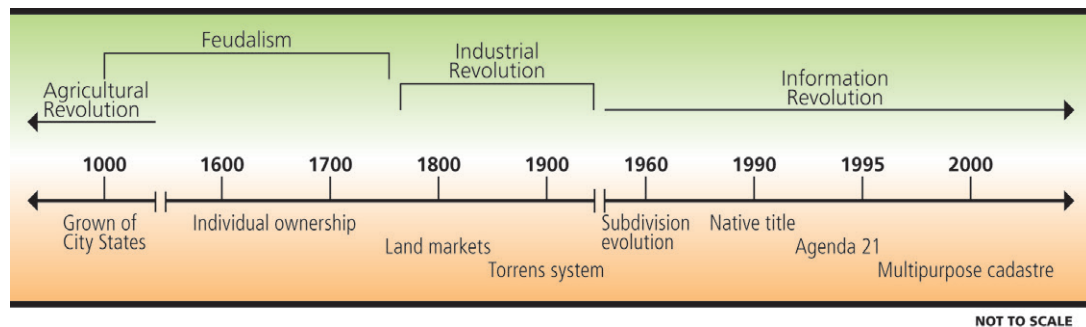 Feudalism
Industrial
Revolution
Agricultural
Revolution
Information
Revolution
1000 1600 1700 1800 1900 1960 1990 1995 2000
Grown of
City States
Individual ownership
Land markets
Torrens system
Subdivision
evolution
Native title
Agenda 21
Multipurpose cadastre
NOT TO SCALE